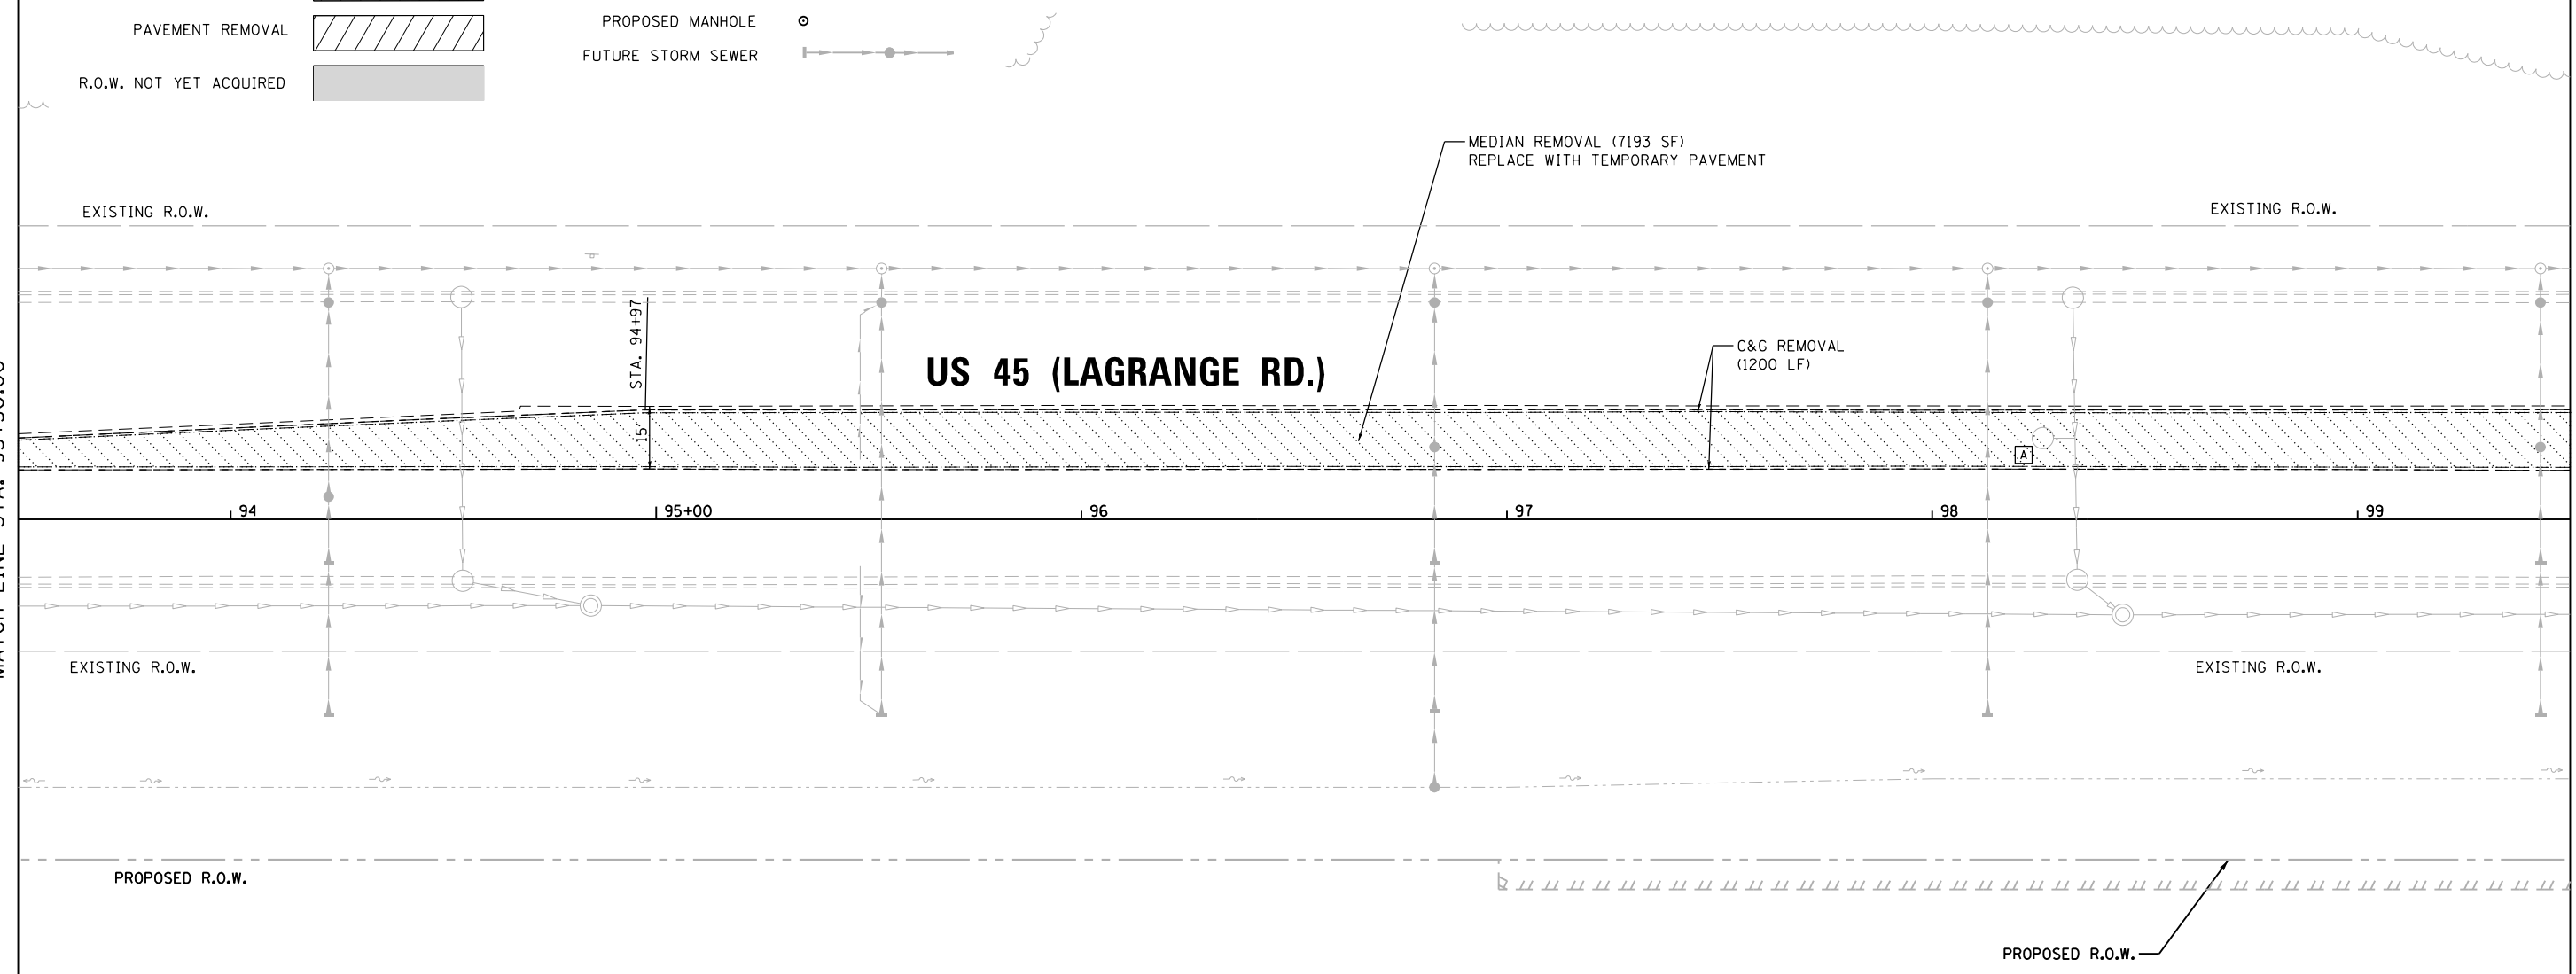 PAVEMENT REMOVAL
R.O.W. NOT YET ACQUIRED
PROPOSED MANHOLE
FUTURE STORM SEWER
MEDIAN REMOVAL (7193 SF)
REPLACE WITH TEMPORARY PAVEMENT
EXISTING R.O.W.
EXISTING R.O.W.
STA. 94+97
US 45 (LAGRANGE RD.)
C&G REMOVAL
(1200 LF)
15'
A
94
95+00
96
97
98
99
EXISTING R.O.W.
EXISTING R.O.W.
PROPOSED R.O.W.
PROPOSED R.O.W.